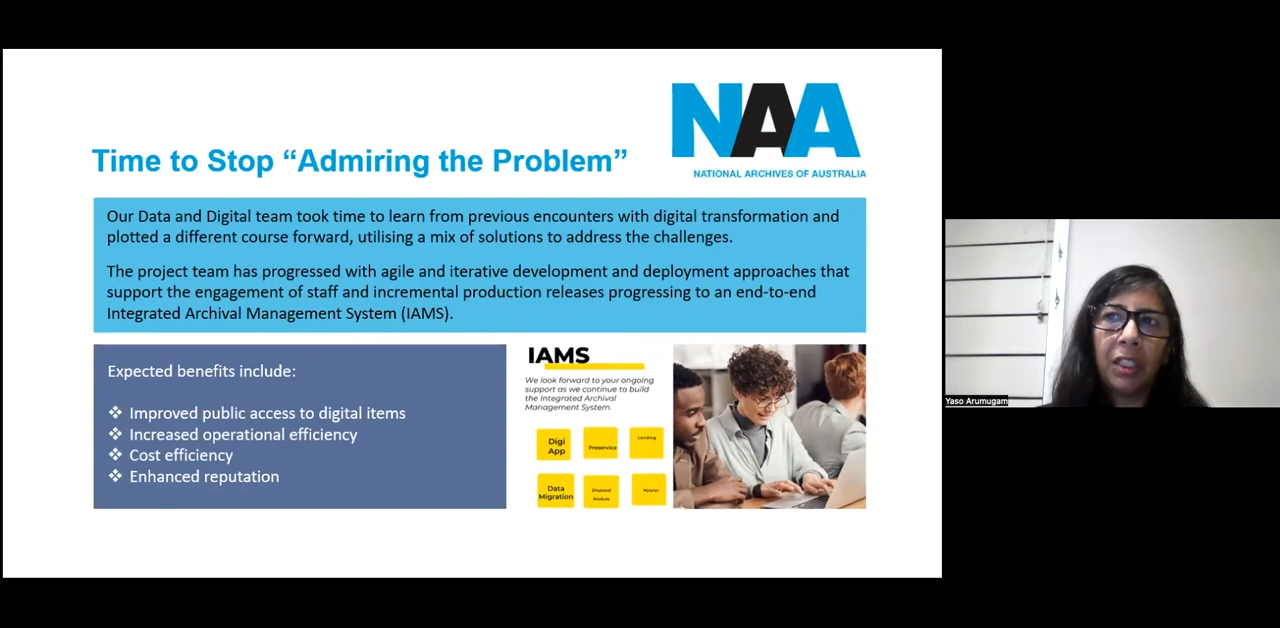 NAA
NATIONAL ARCHIVES OF AUSTRALIA
Time to Stop “Admiring the Problem”
Our Data and Digital team took time to learn from previous encounters with digital transformation and
plotted a different course forward, utilising a mix of solutions to address the challenges.
The project team has progressed with agile and iterative development and deployment approaches that
support the engagement of staff and incremental production releases progressing to an end-to-end
Integrated Archival Management System (IAMS).
Expected benefits include:
❖ Improved public access to digital items
❖ Increased operational efficiency
❖ Cost efficiency
❖ Enhanced reputation
IAMS
We look forward to your ongoing
support as we continue to build
the Integrated Archival
Management System.
Digi
App
Preservica
Lending
Data
Migration
Disposal
Module
Yaso Arumugam